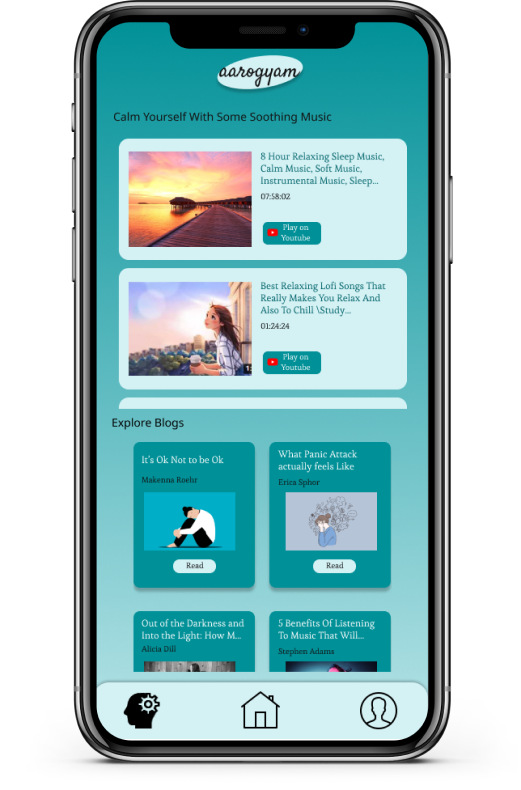 aarogyam
Calm Yourself With Some Soothing Music
8 Hour Relaxing Sleep Music,
Calm Music, Soft Music,
Instrumental Music, Sleep...
07:58:02
Play on
Youtube
Best Relaxing Lofi Songs That
Really Makes You Relax And
Also To Chill \Study...
01:24:24
Play on
Youtube
Explore Blogs
It's Ok Not to be Ok
Makenna Roehr
Read
What Panic Attack
actually feels Like
Erira Sphor
Read
Out of the Darkness and
Into the Light: How M...
Alicia Dill
5 Benefits Of Listening
To Music That Will...
Stephen Adams